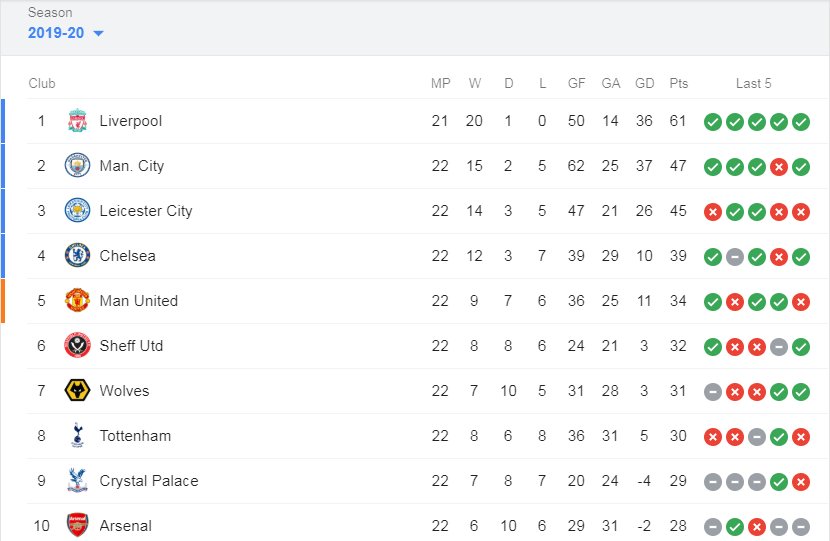 Season
2019-20
Club MP W D L GF GA GD Pts Last 5
1 Liverpool 21 20 1 0 50 14 36 61
2 Man. City 22 15 2 5 62 25 37 47
3 Leicester City 22 14 3 5 47 21 26 45
4 Chelsea 22 12 3 7 39 29 10 39
5 Man United 22 9 7 6 36 25 11 34
6 Sheff Utd 22 8 8 6 24 21 3 32
7 Wolves 22 7 10 5 31 28 3 31
8 Tottenham 22 8 6 8 36 31 5 30
9 Crystal Palace 22 7 8 7 20 24 -4 29
10 Arsenal 22 6 10 6 29 31 -2 28